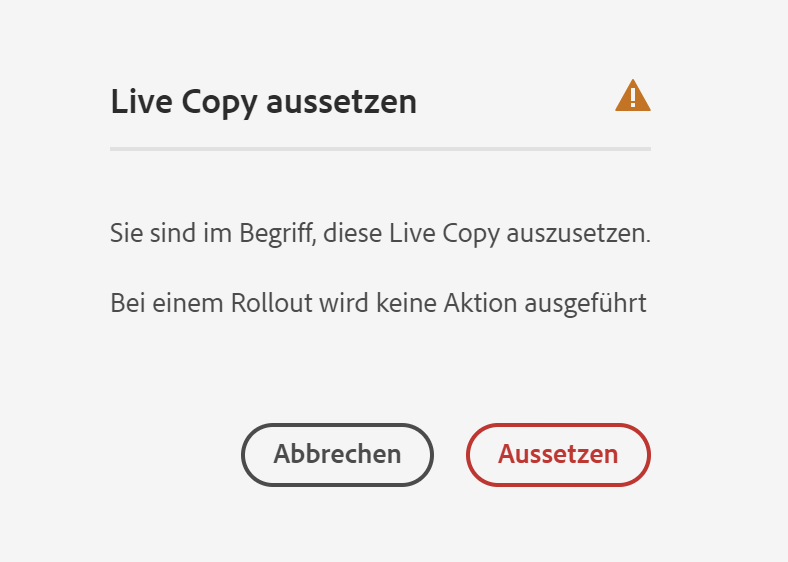 Live Copy aussetzen
Sie sind im Begriff, diese Live Copy auszusetzen.
Bei einem Rollout wird keine Aktion ausgeführt
Abbrechen
Aussetzen